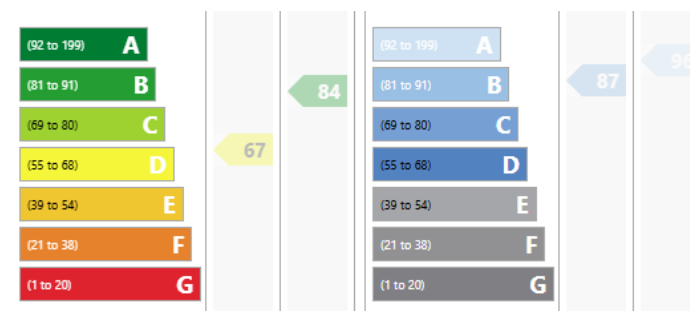 (92 to 199) A
(81 to 91) B
(69 to 80) C
(55 to 68) D
(39 to 54) E
(21 to 38) F
(1 to 20) G
67
84
(92 to 199) A
(81 to 91) B
(69 to 80) C
(55 to 68) D
(39 to 54) E
(21 to 38) F
(1 to 20) G
87
96